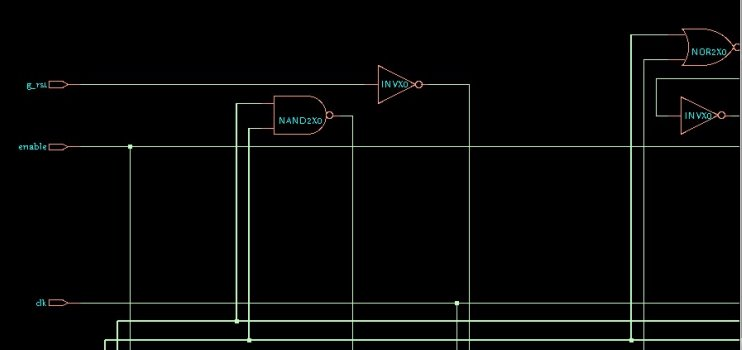 NOR2X0
g_rst
INVX0
INVX0
NAND2X0
enable
clk